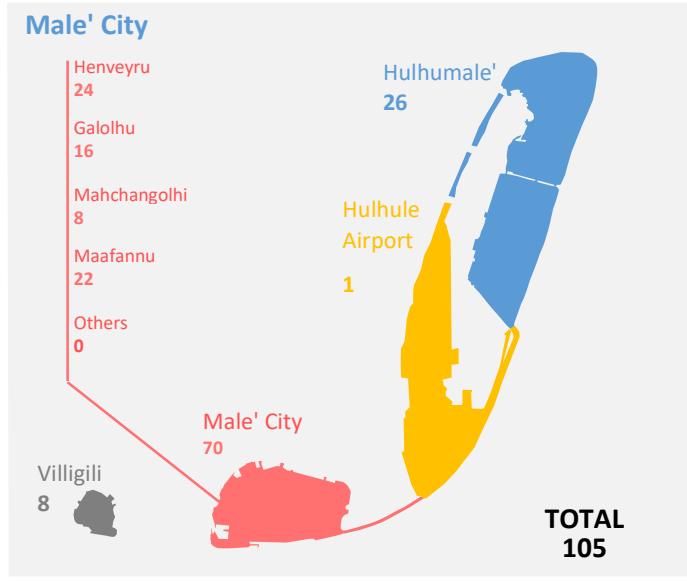 Male' City
Henveyru
24
Galolhu
16
Mahchangolhi
8
Maafannu
22
Others
0
Hulhumale'
26
Hulhule
Airport
1
Male' City
70
Villigili
8
TOTAL
105